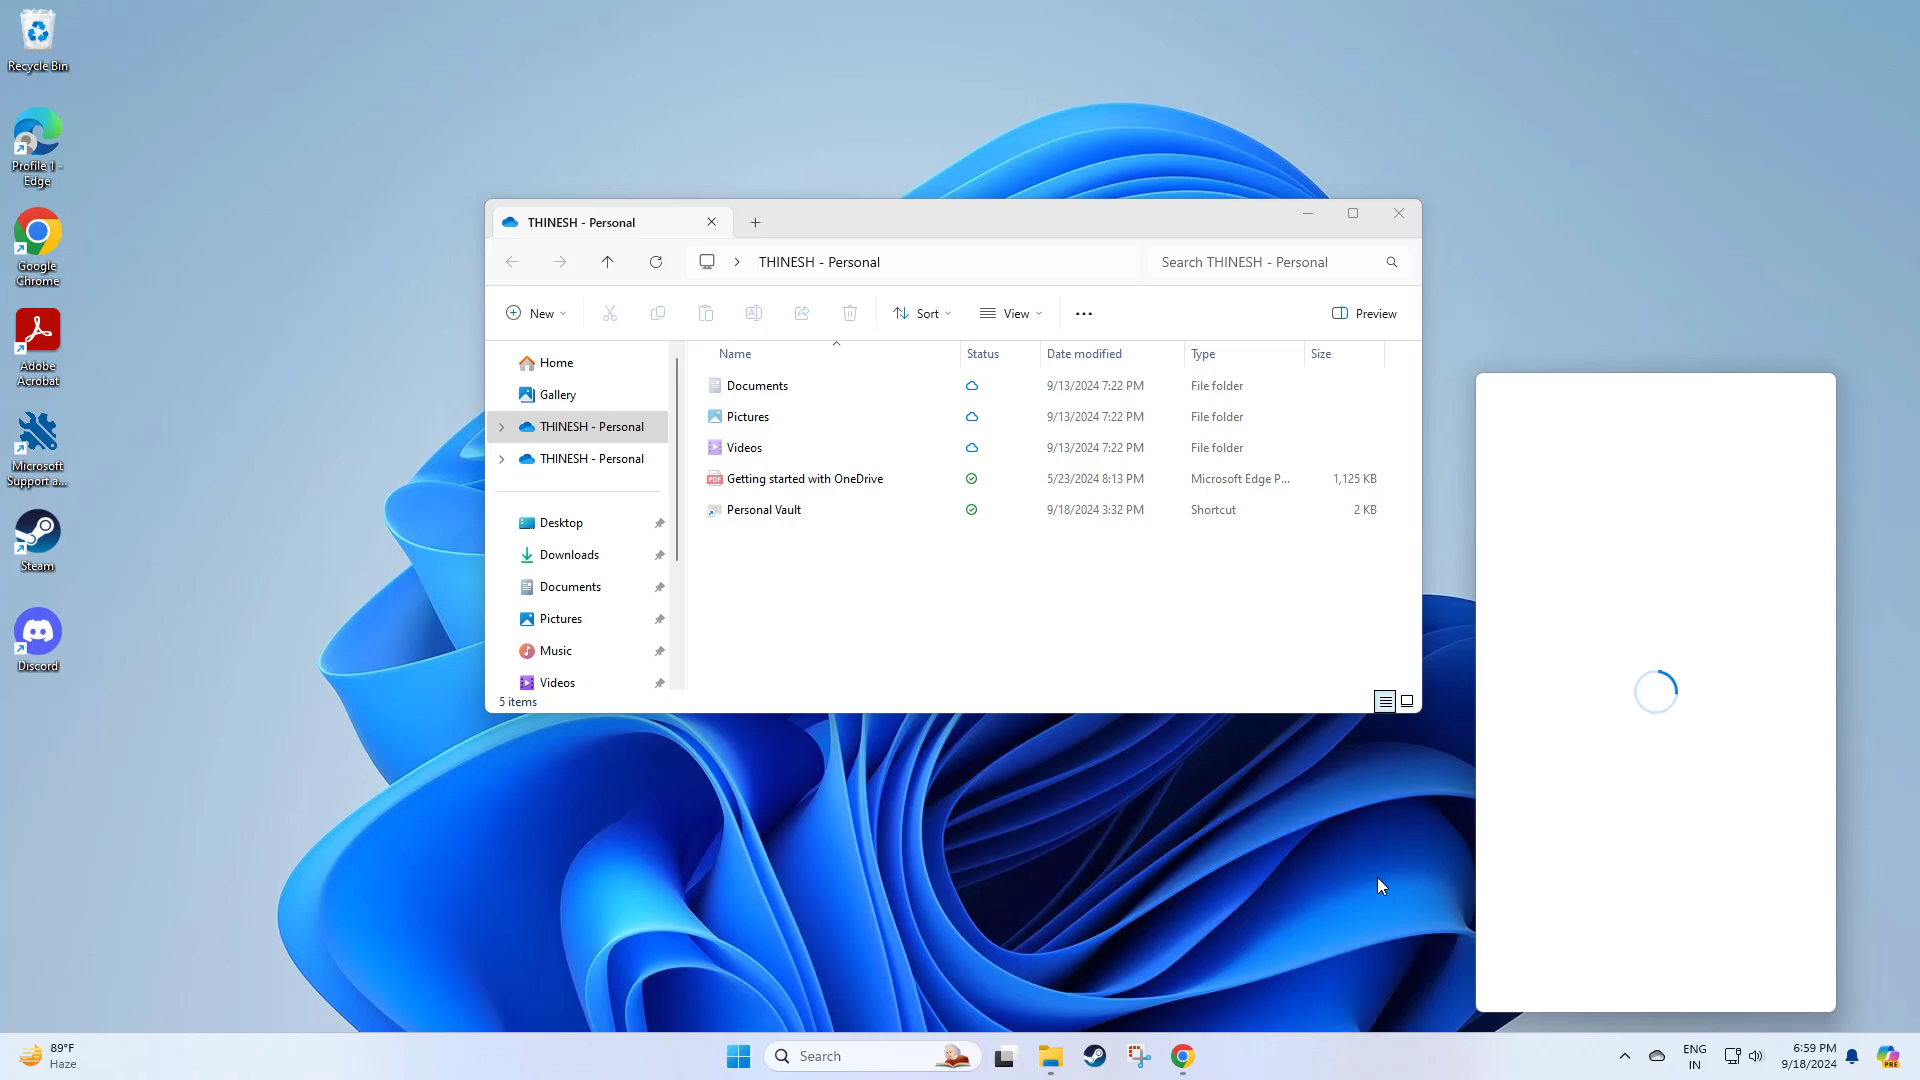 Recycle Bin
Profile 1 -
Edge
Google
Chrome
Adobe
Acrobat
Microsoft
Support a...
Steam
Discord
THINESH - Personal
THINESH - Personal
Search THINESH - Personal
New
Sort
View
Preview
Home
Gallery
THINESH - Personal
THINESH - Personal
Desktop
Downloads
Documents
Pictures
Music
Videos
Name Status Date modified Type Size
Documents 9/13/2024 7:22 PM File folder
Pictures 9/13/2024 7:22 PM File folder
Videos 9/13/2024 7:22 PM File folder
PDF Getting started with OneDrive 5/23/2024 8:13 PM Microsoft Edge P... 1,125 KB
Personal Vault 9/18/2024 3:32 PM Shortcut 2 KB
5 items
89°F
Haze
Search
ENG
IN
6:59 PM
9/18/2024
PRE